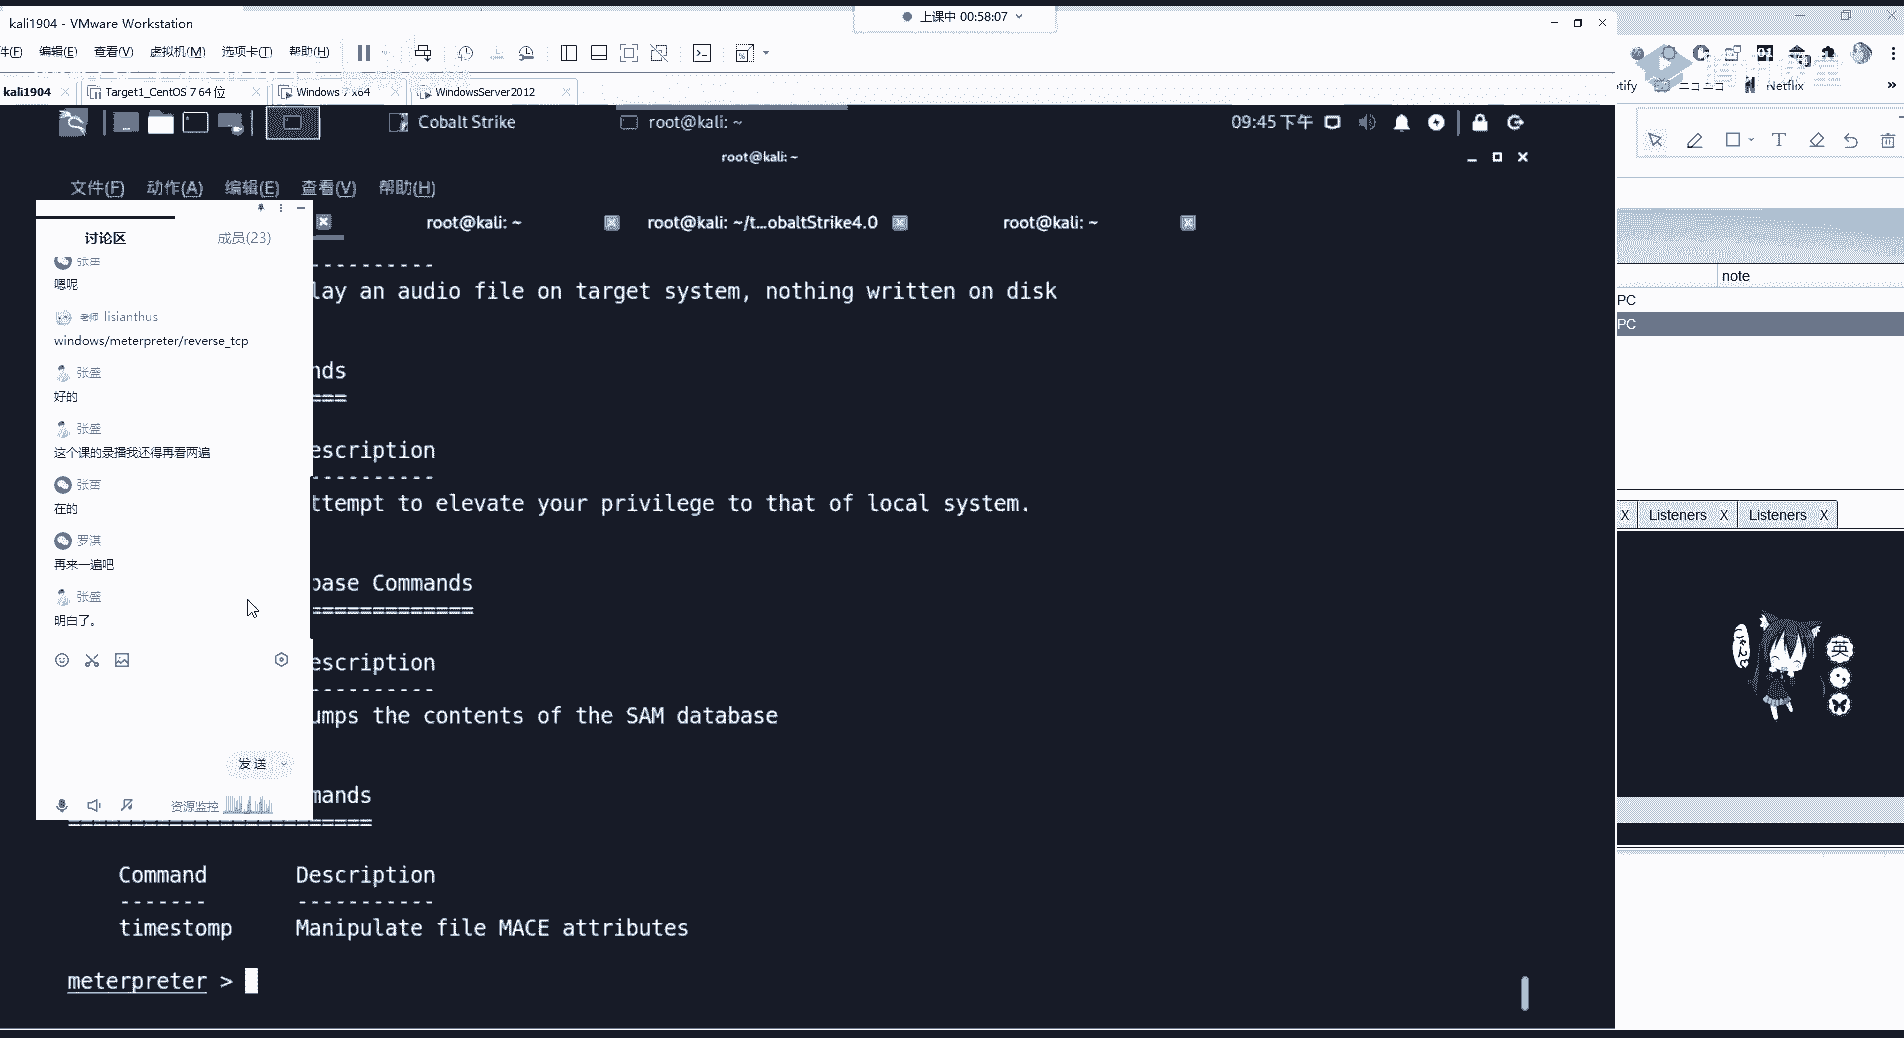 kali1904 - VMware Workstation
上课中 00:58:07
件(F) 编辑(E) 查看(V) 虚拟机(M) 选项卡(T) 帮助(H)
kali1904 Target1_CentOS 7 64 位 Windows 7 x64 WindowsServer2012
otify ニコニコ Netflix
Cobalt Strike root@kali: ~ 09:45 下午
root@kali: ~
文件(F) 动作(A) 编辑(E) 查看(V) 帮助(H)
root@kali: ~ root@kali: ~/t...obaltStrike4.0 root@kali: ~
讨论区 成员(23)
嗯呢
老师 lisianthus
windows/meterpreter/reverse_tcp
张盛
好的
张盛
这个课的录播我还得再看两遍
在的
罗淇
再来一遍吧
张盛
明白了。
发送
资源监控
----------
lay an audio file on target system, nothing written on disk
nds
===
escription
----------
ttempt to elevate your privilege to that of local system.
base Commands
=============
escription
----------
umps the contents of the SAM database
mands
=========================
Command Description
------- -----------
timestomp Manipulate file MACE attributes
meterpreter >
note
PC
PC
X Listeners X Listeners X
英